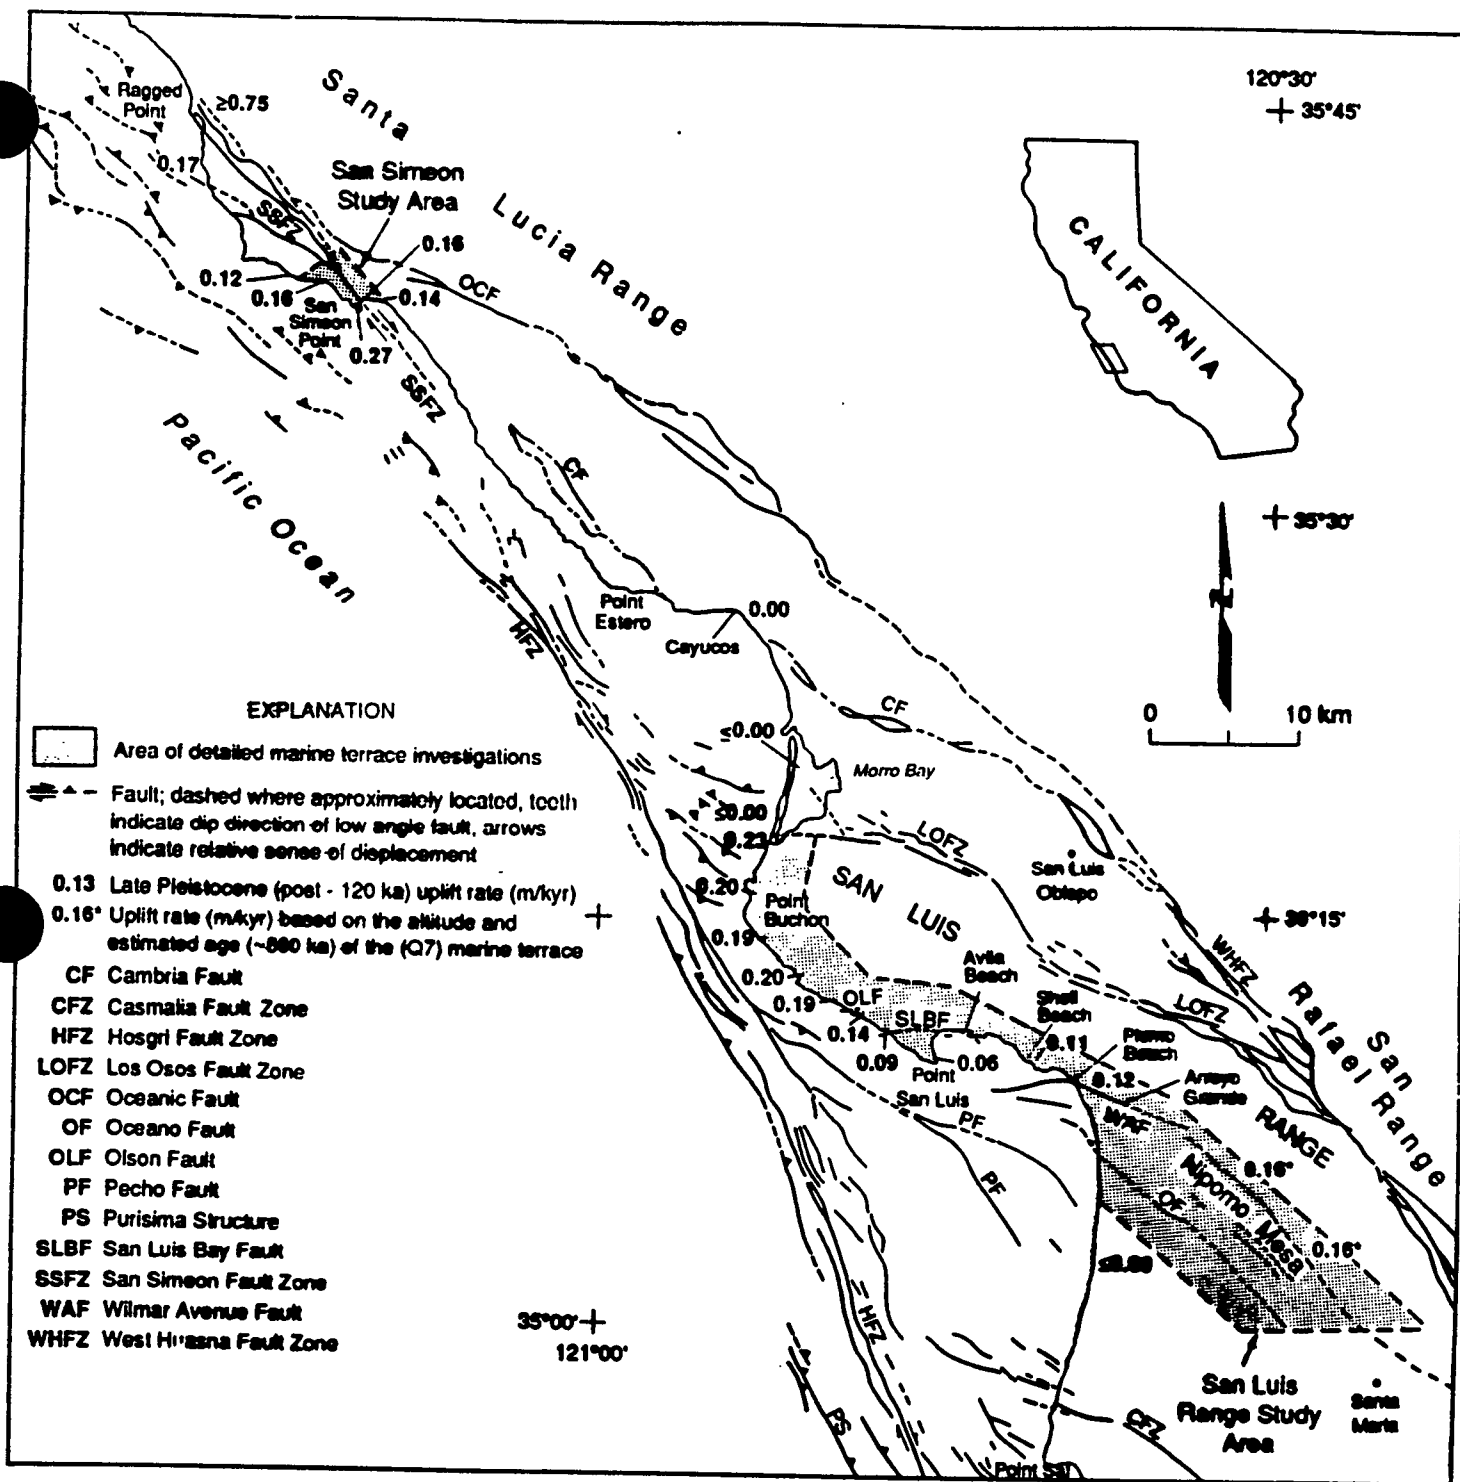 120°30'
35°45'
Ragged
Point
≥0.75
Santa
Lucia Range
0.17
San Simeon
Study Area
SSFZ
0.16
0.12
0.16
OCF
0.14
San
Simeon
Point
0.27
SSFZ
CALIFORNIA
Pacific Ocean
CF
35°30'
N
Point
Estero
0.00
Cayucos
HFZ
0 10 km
CF
≤0.00
Morro Bay
≤0.00
0.23
LOFZ
San Luis
Obispo
0.20
Point
Buchon
SAN
LUIS
RANGE
0.19
0.20
0.19
OLF
0.14
SLBF
0.09
0.06
Avila
Beach
Shell
Beach
0.11
Pismo
Beach
0.12
Arroyo
Grande
Point
San Luis
WHFZ
LOFZ
San
Rafael Range
PF
PF
WAF
OF
Nipomo Mesa
0.16*
0.16*
HFZ
PS
CFZ
Point Sal
San Luis
Range Study
Area
Santa
Maria
35°00'
121°00'
EXPLANATION
Area of detailed marine terrace investigations
Fault; dashed where approximately located, teeth
indicate dip direction of low angle fault, arrows
indicate relative sense of displacement
0.13 Late Pleistocene (post - 120 ka) uplift rate (m/kyr)
0.16* Uplift rate (m/kyr) based on the altitude and
estimated age of the (Q7) marine terrace
CF Cambria Fault
CFZ Casmalia Fault Zone
HFZ Hosgri Fault Zone
LOFZ Los Osos Fault Zone
OCF Oceanic Fault
OF Oceano Fault
OLF Olson Fault
PF Pecho Fault
PS Purisima Structure
SLBF San Luis Bay Fault
SSFZ San Simeon Fault Zone
WAF Wilmar Avenue Fault
WHFZ West Huasna Fault Zone